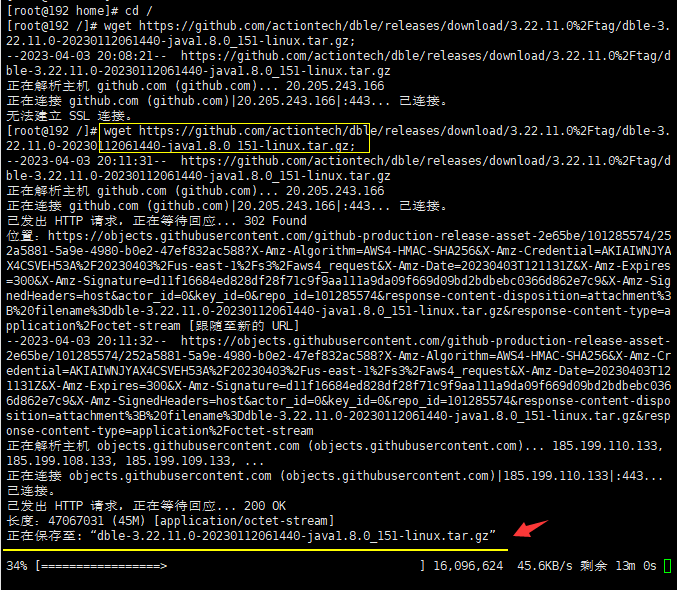 [root@192 home]# cd /
[root@192 /]# wget https://github.com/actiontech/dble/releases/download/3.22.11.0%2Ftag/dble-3.
22.11.0-20230112061440-java1.8.0_151-linux.tar.gz;
--2023-04-03 20:08:21--  https://github.com/actiontech/dble/releases/download/3.22.11.0%2Ftag/d
ble-3.22.11.0-20230112061440-java1.8.0_151-linux.tar.gz
正在解析主机 github.com (github.com)... 20.205.243.166
正在连接 github.com (github.com)|20.205.243.166|:443... 已连接。
无法建立 SSL 连接。
[root@192 /]# wget https://github.com/actiontech/dble/releases/download/3.22.11.0%2Ftag/dble-3.
22.11.0-20230112061440-java1.8.0_151-linux.tar.gz;
--2023-04-03 20:11:31--  https://github.com/actiontech/dble/releases/download/3.22.11.0%2Ftag/d
ble-3.22.11.0-20230112061440-java1.8.0_151-linux.tar.gz
正在解析主机 github.com (github.com)... 20.205.243.166
正在连接 github.com (github.com)|20.205.243.166|:443... 已连接。
已发出 HTTP 请求，正在等待回应... 302 Found
位置：https://objects.githubusercontent.com/github-production-release-asset-2e65be/101285574/25
2a5881-5a9e-4980-b0e2-47ef832ac588?X-Amz-Algorithm=AWS4-HMAC-SHA256&X-Amz-Credential=AKIAIWNJYA
X4CSVEH53A%2F20230403%2Fus-east-1%2Fs3%2Faws4_request&X-Amz-Date=20230403T121131Z&X-Amz-Expires
=300&X-Amz-Signature=d11f16684ed828df28f71c9f9aa111a9da09f669d09bd2bdbebc0366d862e7c9&X-Amz-Sig
nedHeaders=host&actor_id=0&key_id=0&repo_id=101285574&response-content-disposition=attachment%3
B%20filename%3Ddble-3.22.11.0-20230112061440-java1.8.0_151-linux.tar.gz&response-content-type=a
pplication%2Foctet-stream [跟随至新的 URL]
--2023-04-03 20:11:32--  https://objects.githubusercontent.com/github-production-release-asset-
2e65be/101285574/252a5881-5a9e-4980-b0e2-47ef832ac588?X-Amz-Algorithm=AWS4-HMAC-SHA256&X-Amz-Cr
edential=AKIAIWNJYAX4CSVEH53A%2F20230403%2Fus-east-1%2Fs3%2Faws4_request&X-Amz-Date=20230403T12
1131Z&X-Amz-Expires=300&X-Amz-Signature=d11f16684ed828df28f71c9f9aa111a9da09f669d09bd2bdbebc036
6d862e7c9&X-Amz-SignedHeaders=host&actor_id=0&key_id=0&repo_id=101285574&response-content-dispo
sition=attachment%3B%20filename%3Ddble-3.22.11.0-20230112061440-java1.8.0_151-linux.tar.gz&resp
onse-content-type=application%2Foctet-stream
正在解析主机 objects.githubusercontent.com (objects.githubusercontent.com)... 185.199.110.133,
185.199.108.133, 185.199.109.133, ...
正在连接 objects.githubusercontent.com (objects.githubusercontent.com)|185.199.110.133|:443...
已连接。
已发出 HTTP 请求，正在等待回应... 200 OK
长度：47067031 (45M) [application/octet-stream]
正在保存至: “dble-3.22.11.0-20230112061440-java1.8.0_151-linux.tar.gz”
34% [=================>                                     ] 16,096,624  45.6KB/s 剩余 13m 0s